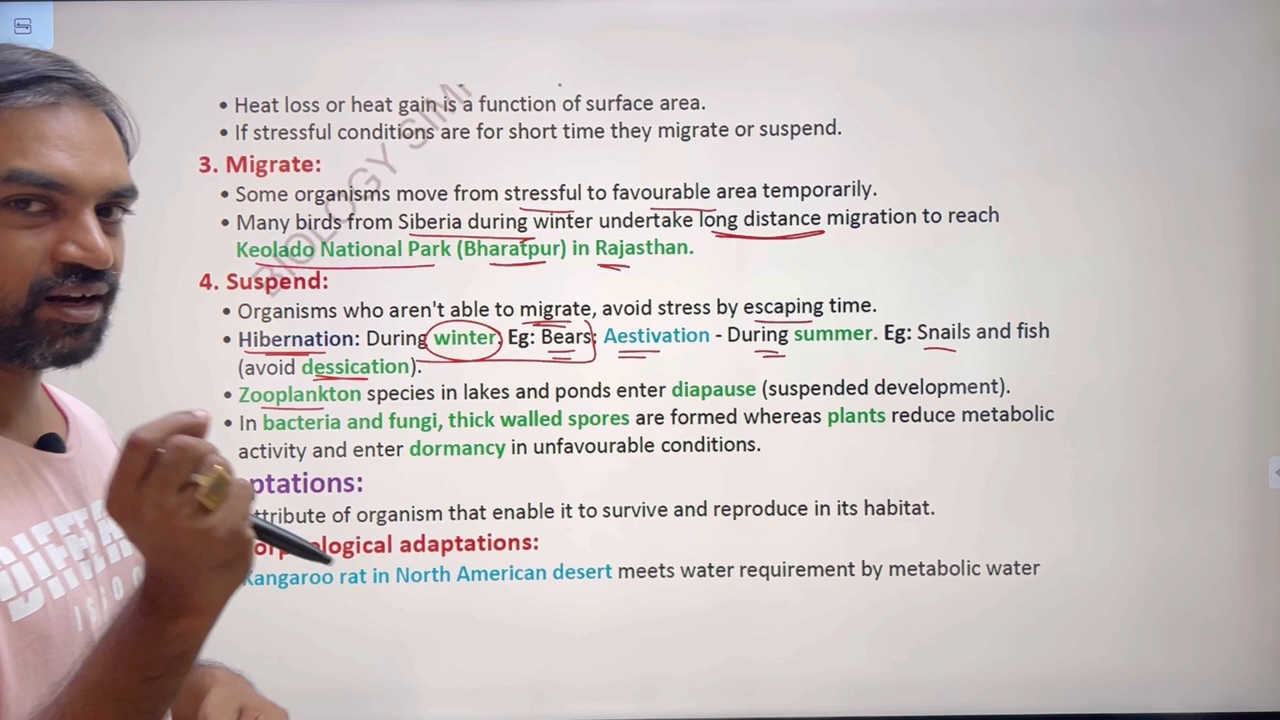 • Heat loss or heat gain is a function of surface area.
• If stressful conditions are for short time they migrate or suspend.
3. Migrate:
• Some organisms move from stressful to favourable area temporarily.
• Many birds from Siberia during winter undertake long distance migration to reach
Keolado National Park (Bharatpur) in Rajasthan.
4. Suspend:
• Organisms who aren't able to migrate, avoid stress by escaping time.
• Hibernation: During winter. Eg: Bears; Aestivation - During summer. Eg: Snails and fish
(avoid dessication).
• Zooplankton species in lakes and ponds enter diapause (suspended development).
• In bacteria and fungi, thick walled spores are formed whereas plants reduce metabolic
activity and enter dormancy in unfavourable conditions.
ptations:
ttribute of organism that enable it to survive and reproduce in its habitat.
orphological adaptations:
Kangaroo rat in North American desert meets water requirement by metabolic water
BIOLOGY SIM